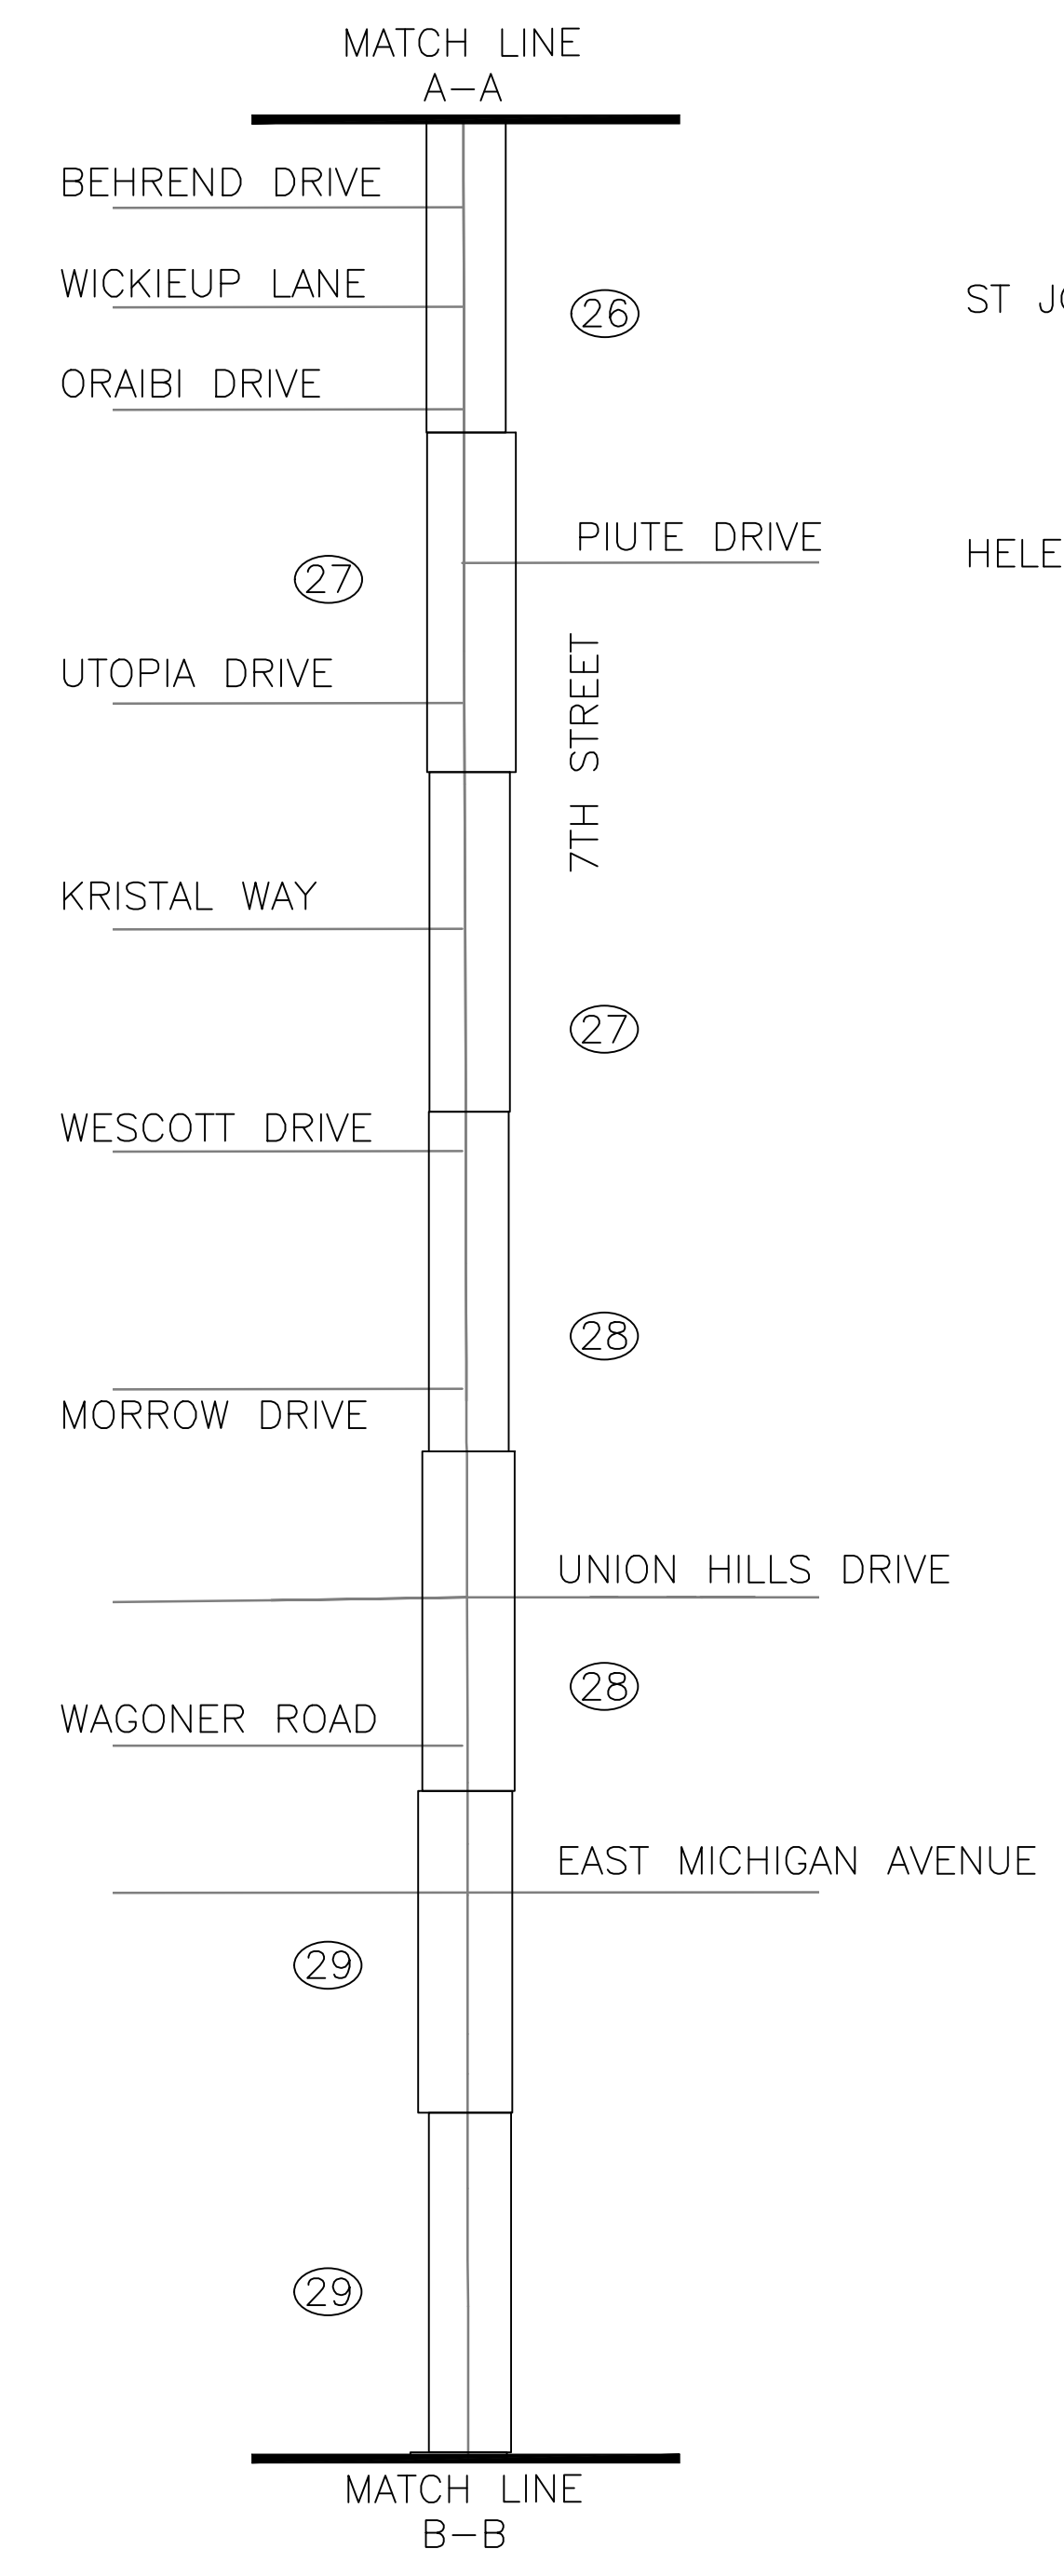 MATCH LINE
A-A
BEHREND DRIVE
WICKIEUP LANE
26
ST
ORAIBI DRIVE
PIUTE DRIVE
27
UTOPIA DRIVE
7TH STREET
KRISTAL WAY
27
WESCOTT DRIVE
28
MORROW DRIVE
UNION HILLS DRIVE
28
WAGONER ROAD
EAST MICHIGAN AVENUE
29
29
MATCH LINE
B-B